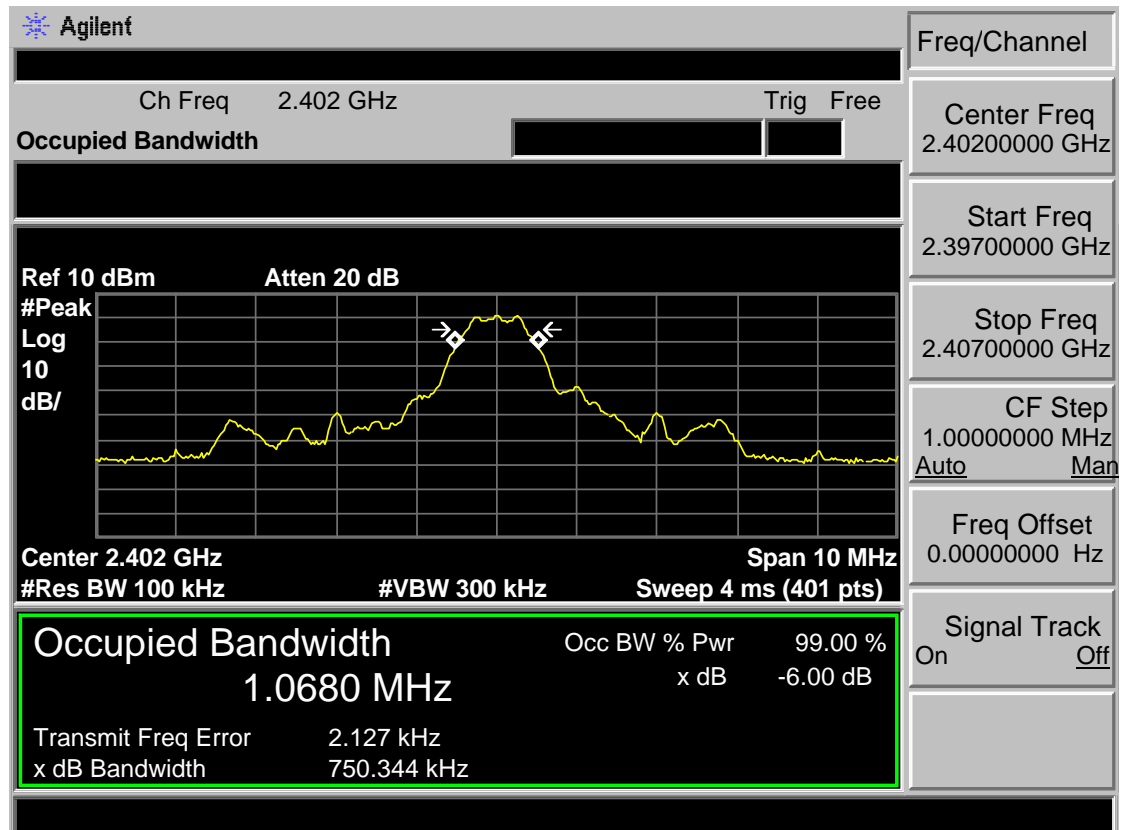 Agilent
Freq/Channel
Ch Freq 2.402 GHz Trig Free
Occupied Bandwidth
Center Freq
2.40200000 GHz
Start Freq
2.39700000 GHz
Stop Freq
2.40700000 GHz
CF Step
1.00000000 MHz
Auto Man
Freq Offset
0.00000000 Hz
Signal Track
On Off
Ref 10 dBm Atten 20 dB
#Peak
Log
10
dB/
Center 2.402 GHz Span 10 MHz
#Res BW 100 kHz #VBW 300 kHz Sweep 4 ms (401 pts)
Occupied Bandwidth Occ BW % Pwr 99.00 %
1.0680 MHz x dB -6.00 dB
Transmit Freq Error 2.127 kHz
x dB Bandwidth 750.344 kHz